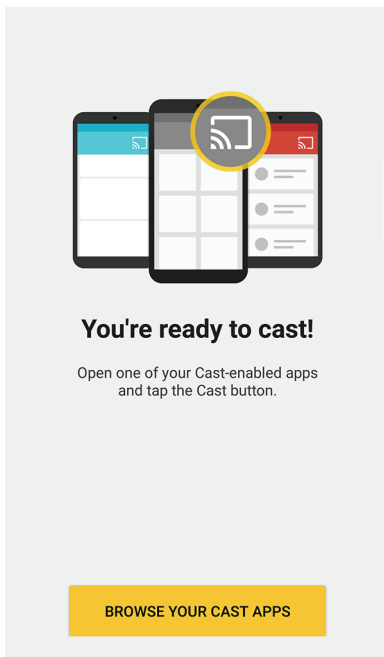 You're ready to cast!
Open one of your Cast-enabled apps
and tap the Cast button.
BROWSE YOUR CAST APPS